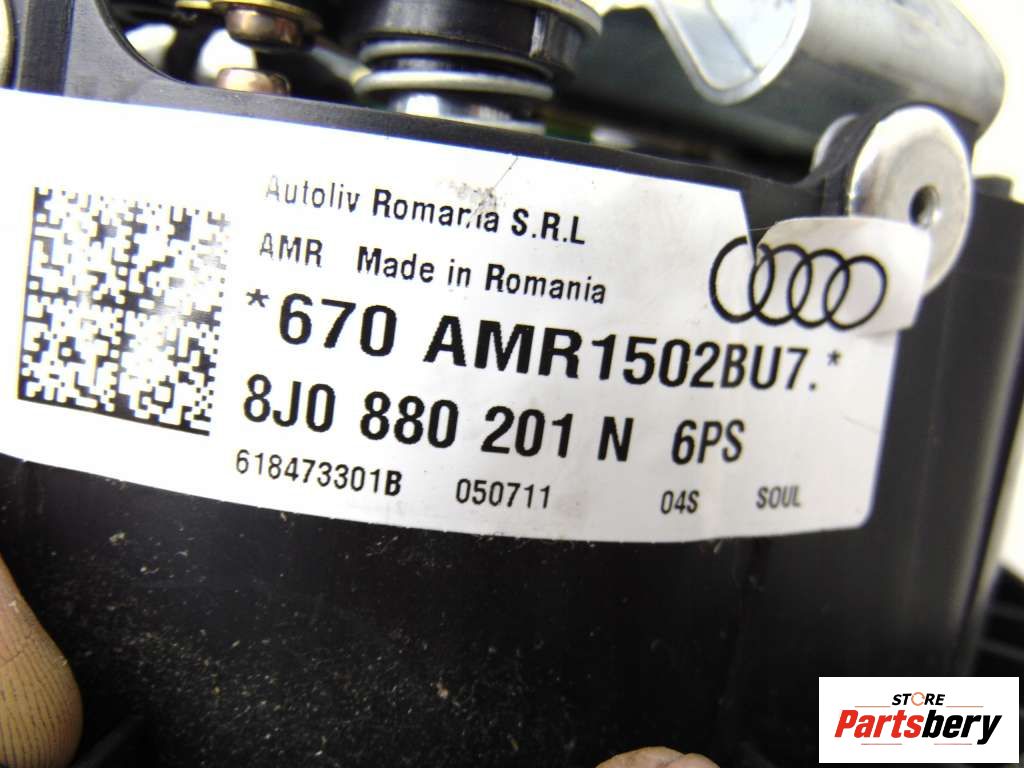 Autoliv Romania S.R.L
AMR Made in Romania
*670 AMR1502BU7.*
8J0 880 201 N 6PS
618473301B 050711 04S SOUL
STORE
Partsbery